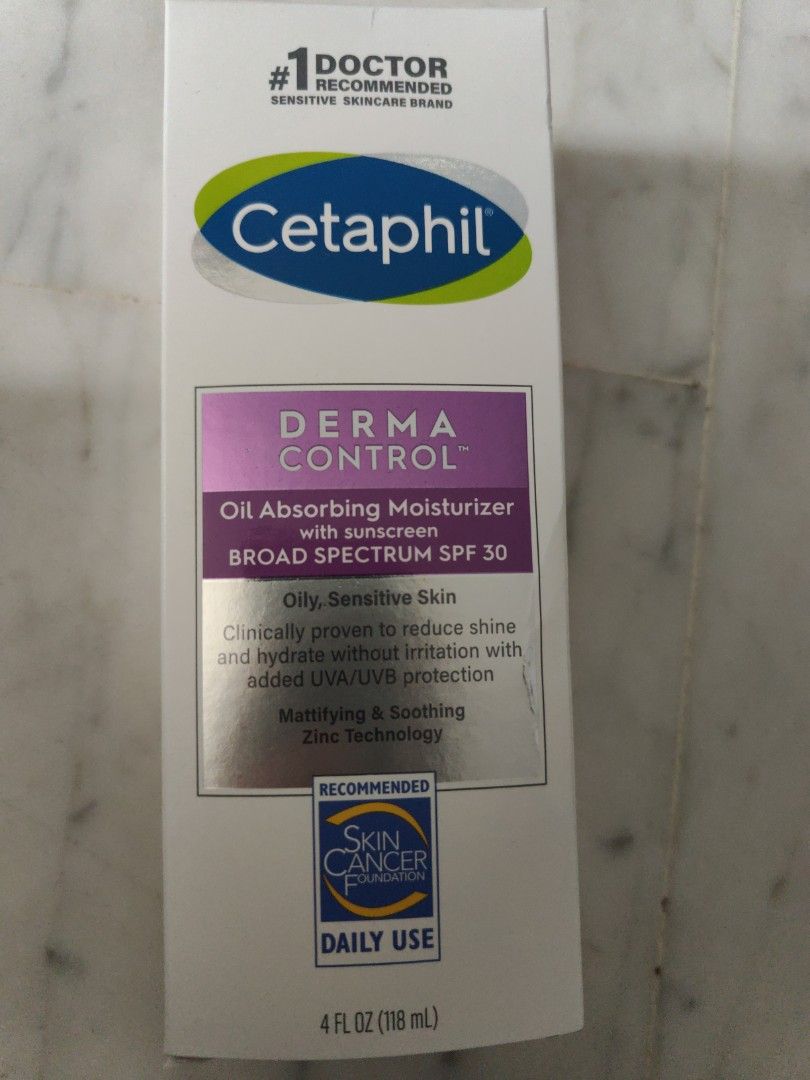 #1 DOCTOR
RECOMMENDED
SENSITIVE SKINCARE BRAND
Cetaphil®
DERMA
CONTROL™
Oil Absorbing Moisturizer
with sunscreen
BROAD SPECTRUM SPF 30
Oily, Sensitive Skin
Clinically proven to reduce shine
and hydrate without irritation with
added UVA/UVB protection
Mattifying & Soothing
Zinc Technology
RECOMMENDED
SKIN
CANCER
FOUNDATION
DAILY USE
4 FL OZ (118 mL)